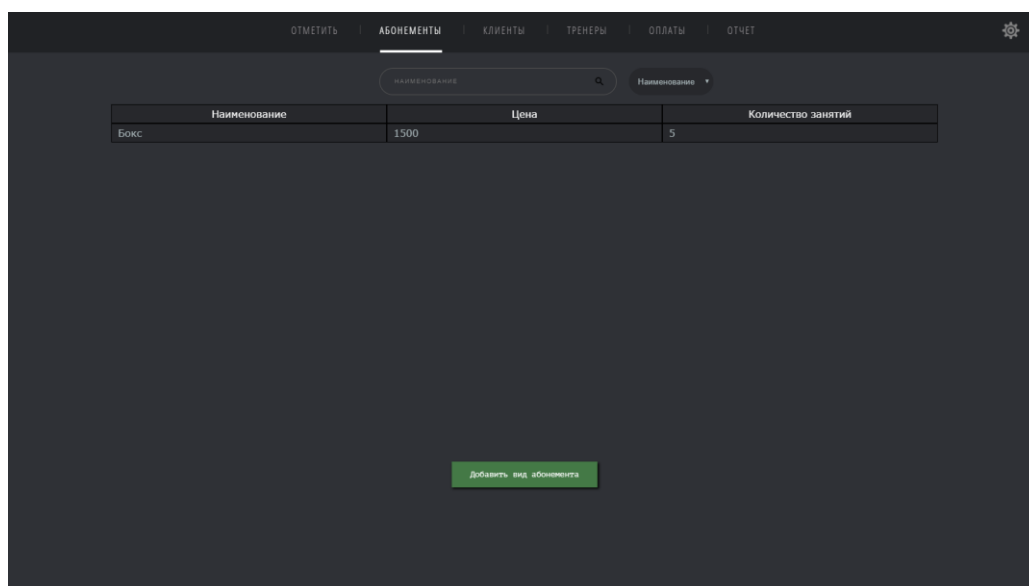 ОТМЕТИТЬ | АБОНЕМЕНТЫ | КЛИЕНТЫ | ТРЕНЕРЫ | ОПЛАТЫ | ОТЧЕТ
НАИМЕНОВАНИЕ Наименование
Наименование Цена Количество занятий
Бокс 1500 5
Добавить вид абонемента